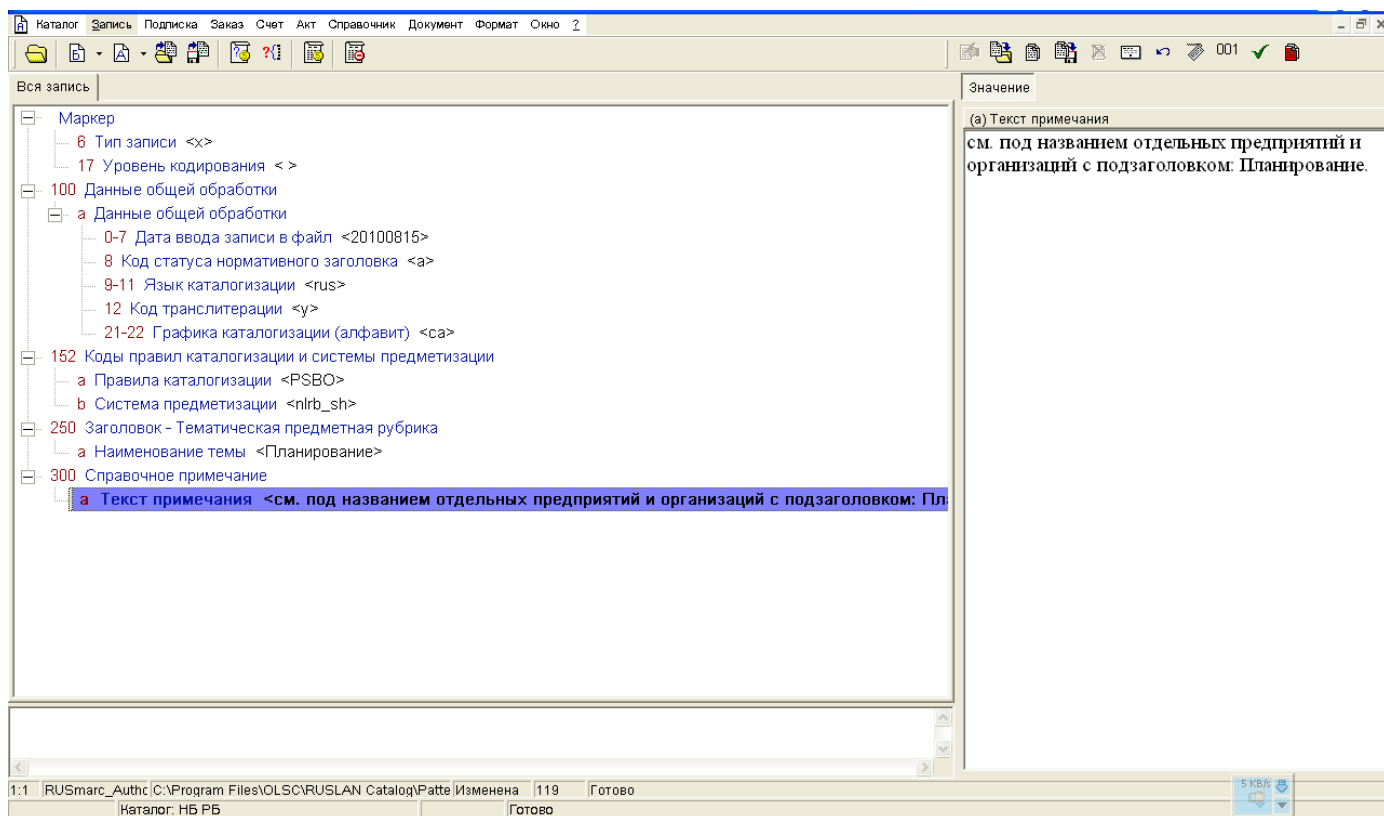 Каталог Запись Подписка Заказ Счет Акт Справочник Документ Формат Окно ?
001
Вся запись
Значение
Маркер
6 Тип записи <x>
17 Уровень кодирования < >
100 Данные общей обработки
a Данные общей обработки
0-7 Дата ввода записи в файл <20100815>
8 Код статуса нормативного заголовка <a>
9-11 Язык каталогизации <rus>
12 Код транслитерации <y>
21-22 Графика каталогизации (алфавит) <ca>
152 Коды правил каталогизации и системы предметизации
a Правила каталогизации <PSBO>
b Система предметизации <nlrb_sh>
250 Заголовок - Тематическая предметная рубрика
a Наименование темы <Планирование>
300 Справочное примечание
a Текст примечания <см. под названием отдельных предприятий и организаций с подзаголовком: Пл
(a) Текст примечания
см. под названием отдельных предприятий и
организаций с подзаголовком: Планирование.
1:1 RUSmarc_Authc C:\Program Files\OLSC\RUSLAN Catalog\Patte Изменена 119 Готово
5 KB/s
Каталог: НБ РБ Готово